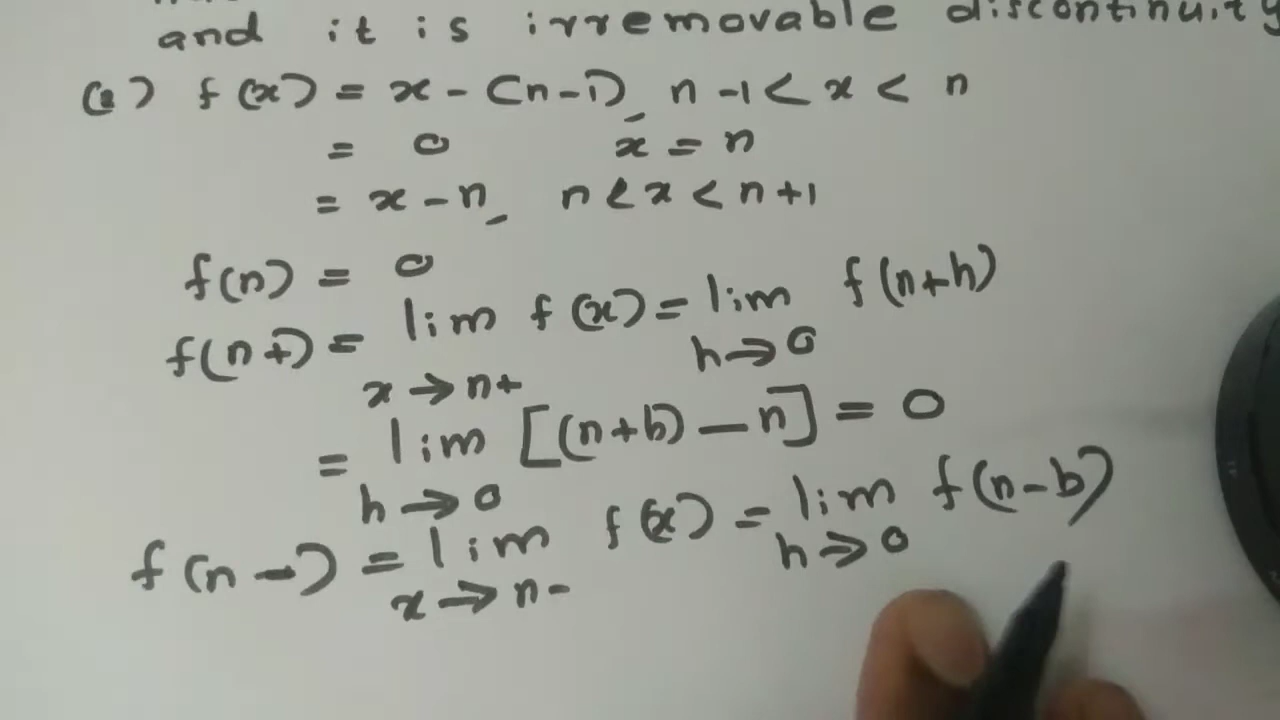 and it is irremovable discontinuity
(2) f(x) = x - (n-1), n-1 < x < n
= 0 x = n
= x - n, n < x < n+1
f(n) = 0
f(n+) = lim f(x) = lim f(n+h)
x → n+ h → 0
= lim [(n+h) - n] = 0
h → 0
f(n-) = lim f(x) = lim f(n-h)
x → n- h → 0